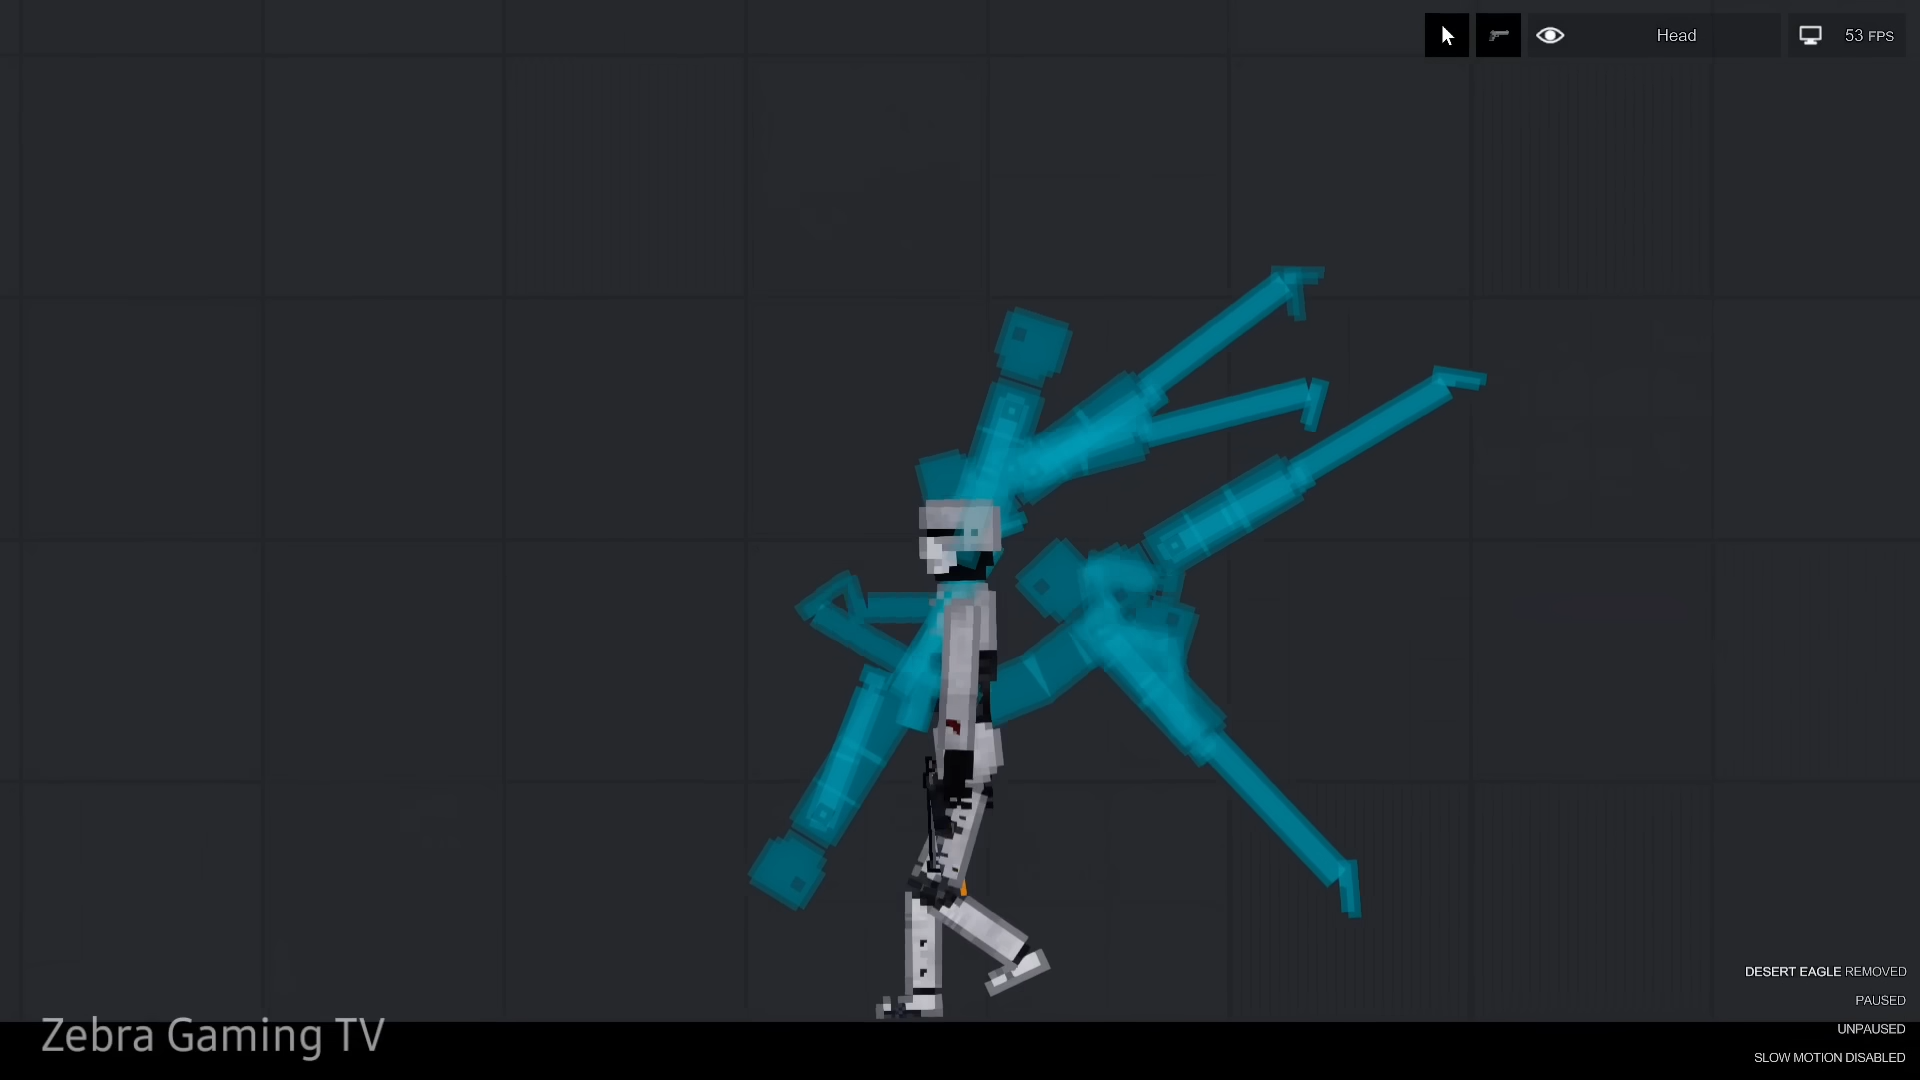 Head
53 FPS
DESERT EAGLE REMOVED
PAUSED
UNPAUSED
SLOW MOTION DISABLED
Zebra Gaming TV